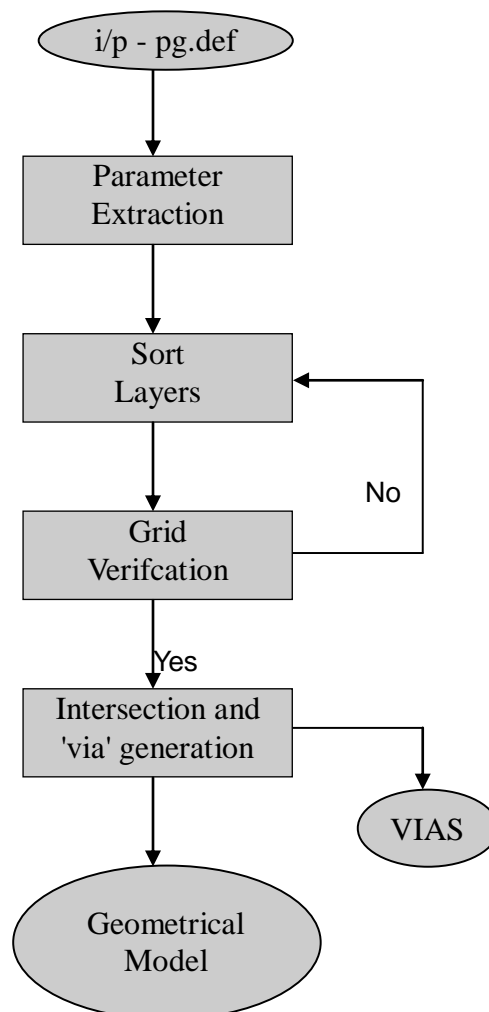 i/p - pg.def
Parameter
Extraction
Sort
Layers
No
Grid
Verifcation
Yes
Intersection and
'via' generation
VIAS
Geometrical
Model